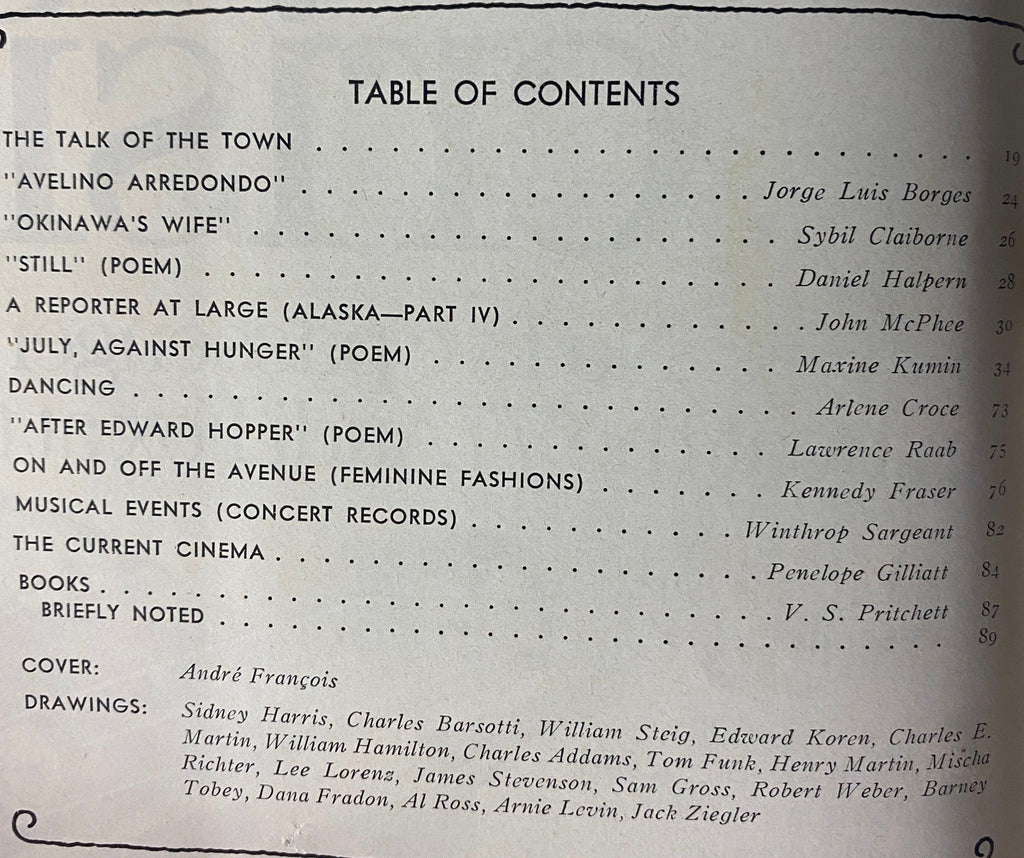 TABLE OF CONTENTS
THE TALK OF THE TOWN . . . . . . . . . . . . . . . . . . . . . . . . 19
"AVELINO ARREDONDO" . . . . . . . . . . . . . . . . Jorge Luis Borges 24
"OKINAWA'S WIFE" . . . . . . . . . . . . . . . . . . Sybil Claiborne 26
"STILL" (POEM) . . . . . . . . . . . . . . . . . . . . Daniel Halpern 28
A REPORTER AT LARGE (ALASKA—PART IV) . . . . . . . . . . . John McPhee 30
"JULY, AGAINST HUNGER" (POEM) . . . . . . . . . . . . Maxine Kumin 34
DANCING . . . . . . . . . . . . . . . . . . . . . . . Arlene Croce 73
"AFTER EDWARD HOPPER" (POEM) . . . . . . . . . . . . Lawrence Raab 75
ON AND OFF THE AVENUE (FEMININE FASHIONS) . . . . . . Kennedy Fraser 76
MUSICAL EVENTS (CONCERT RECORDS) . . . . . . . . . Winthrop Sargeant 82
THE CURRENT CINEMA . . . . . . . . . . . . . . . . Penelope Gilliatt 84
BOOKS . . . . . . . . . . . . . . . . . . . . . . . V. S. Pritchett 87
BRIEFLY NOTED . . . . . . . . . . . . . . . . . . . . . . 89
COVER: André François
DRAWINGS: Sidney Harris, Charles Barsotti, William Steig, Edward Koren, Charles E.
Martin, William Hamilton, Charles Addams, Tom Funk, Henry Martin, Mischa
Richter, Lee Lorenz, James Stevenson, Sam Gross, Robert Weber, Barney
Tobey, Dana Fradon, Al Ross, Arnie Levin, Jack Ziegler